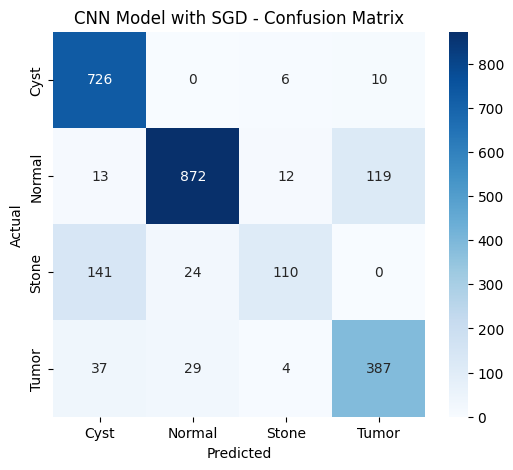 CNN Model with SGD - Confusion Matrix
Cyst 726 0 6 10
Normal 13 872 12 119
Stone 141 24 110 0
Tumor 37 29 4 387
Cyst Normal Stone Tumor
Predicted
Actual
800
700
600
500
400
300
200
100
0